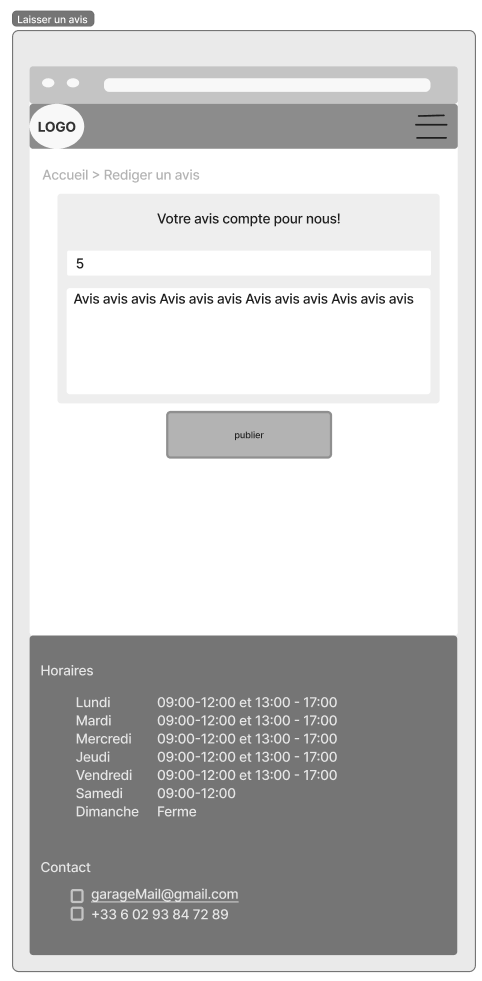 Laisser un avis
LOGO
Accueil > Rediger un avis
Votre avis compte pour nous!
5
Avis avis avis Avis avis avis Avis avis avis Avis avis avis
publier
Horaires
Lundi 09:00-12:00 et 13:00 - 17:00
Mardi 09:00-12:00 et 13:00 - 17:00
Mercredi 09:00-12:00 et 13:00 - 17:00
Jeudi 09:00-12:00 et 13:00 - 17:00
Vendredi 09:00-12:00 et 13:00 - 17:00
Samedi 09:00-12:00
Dimanche Ferme
Contact
garageMail@gmail.com
+33 6 02 93 84 72 89